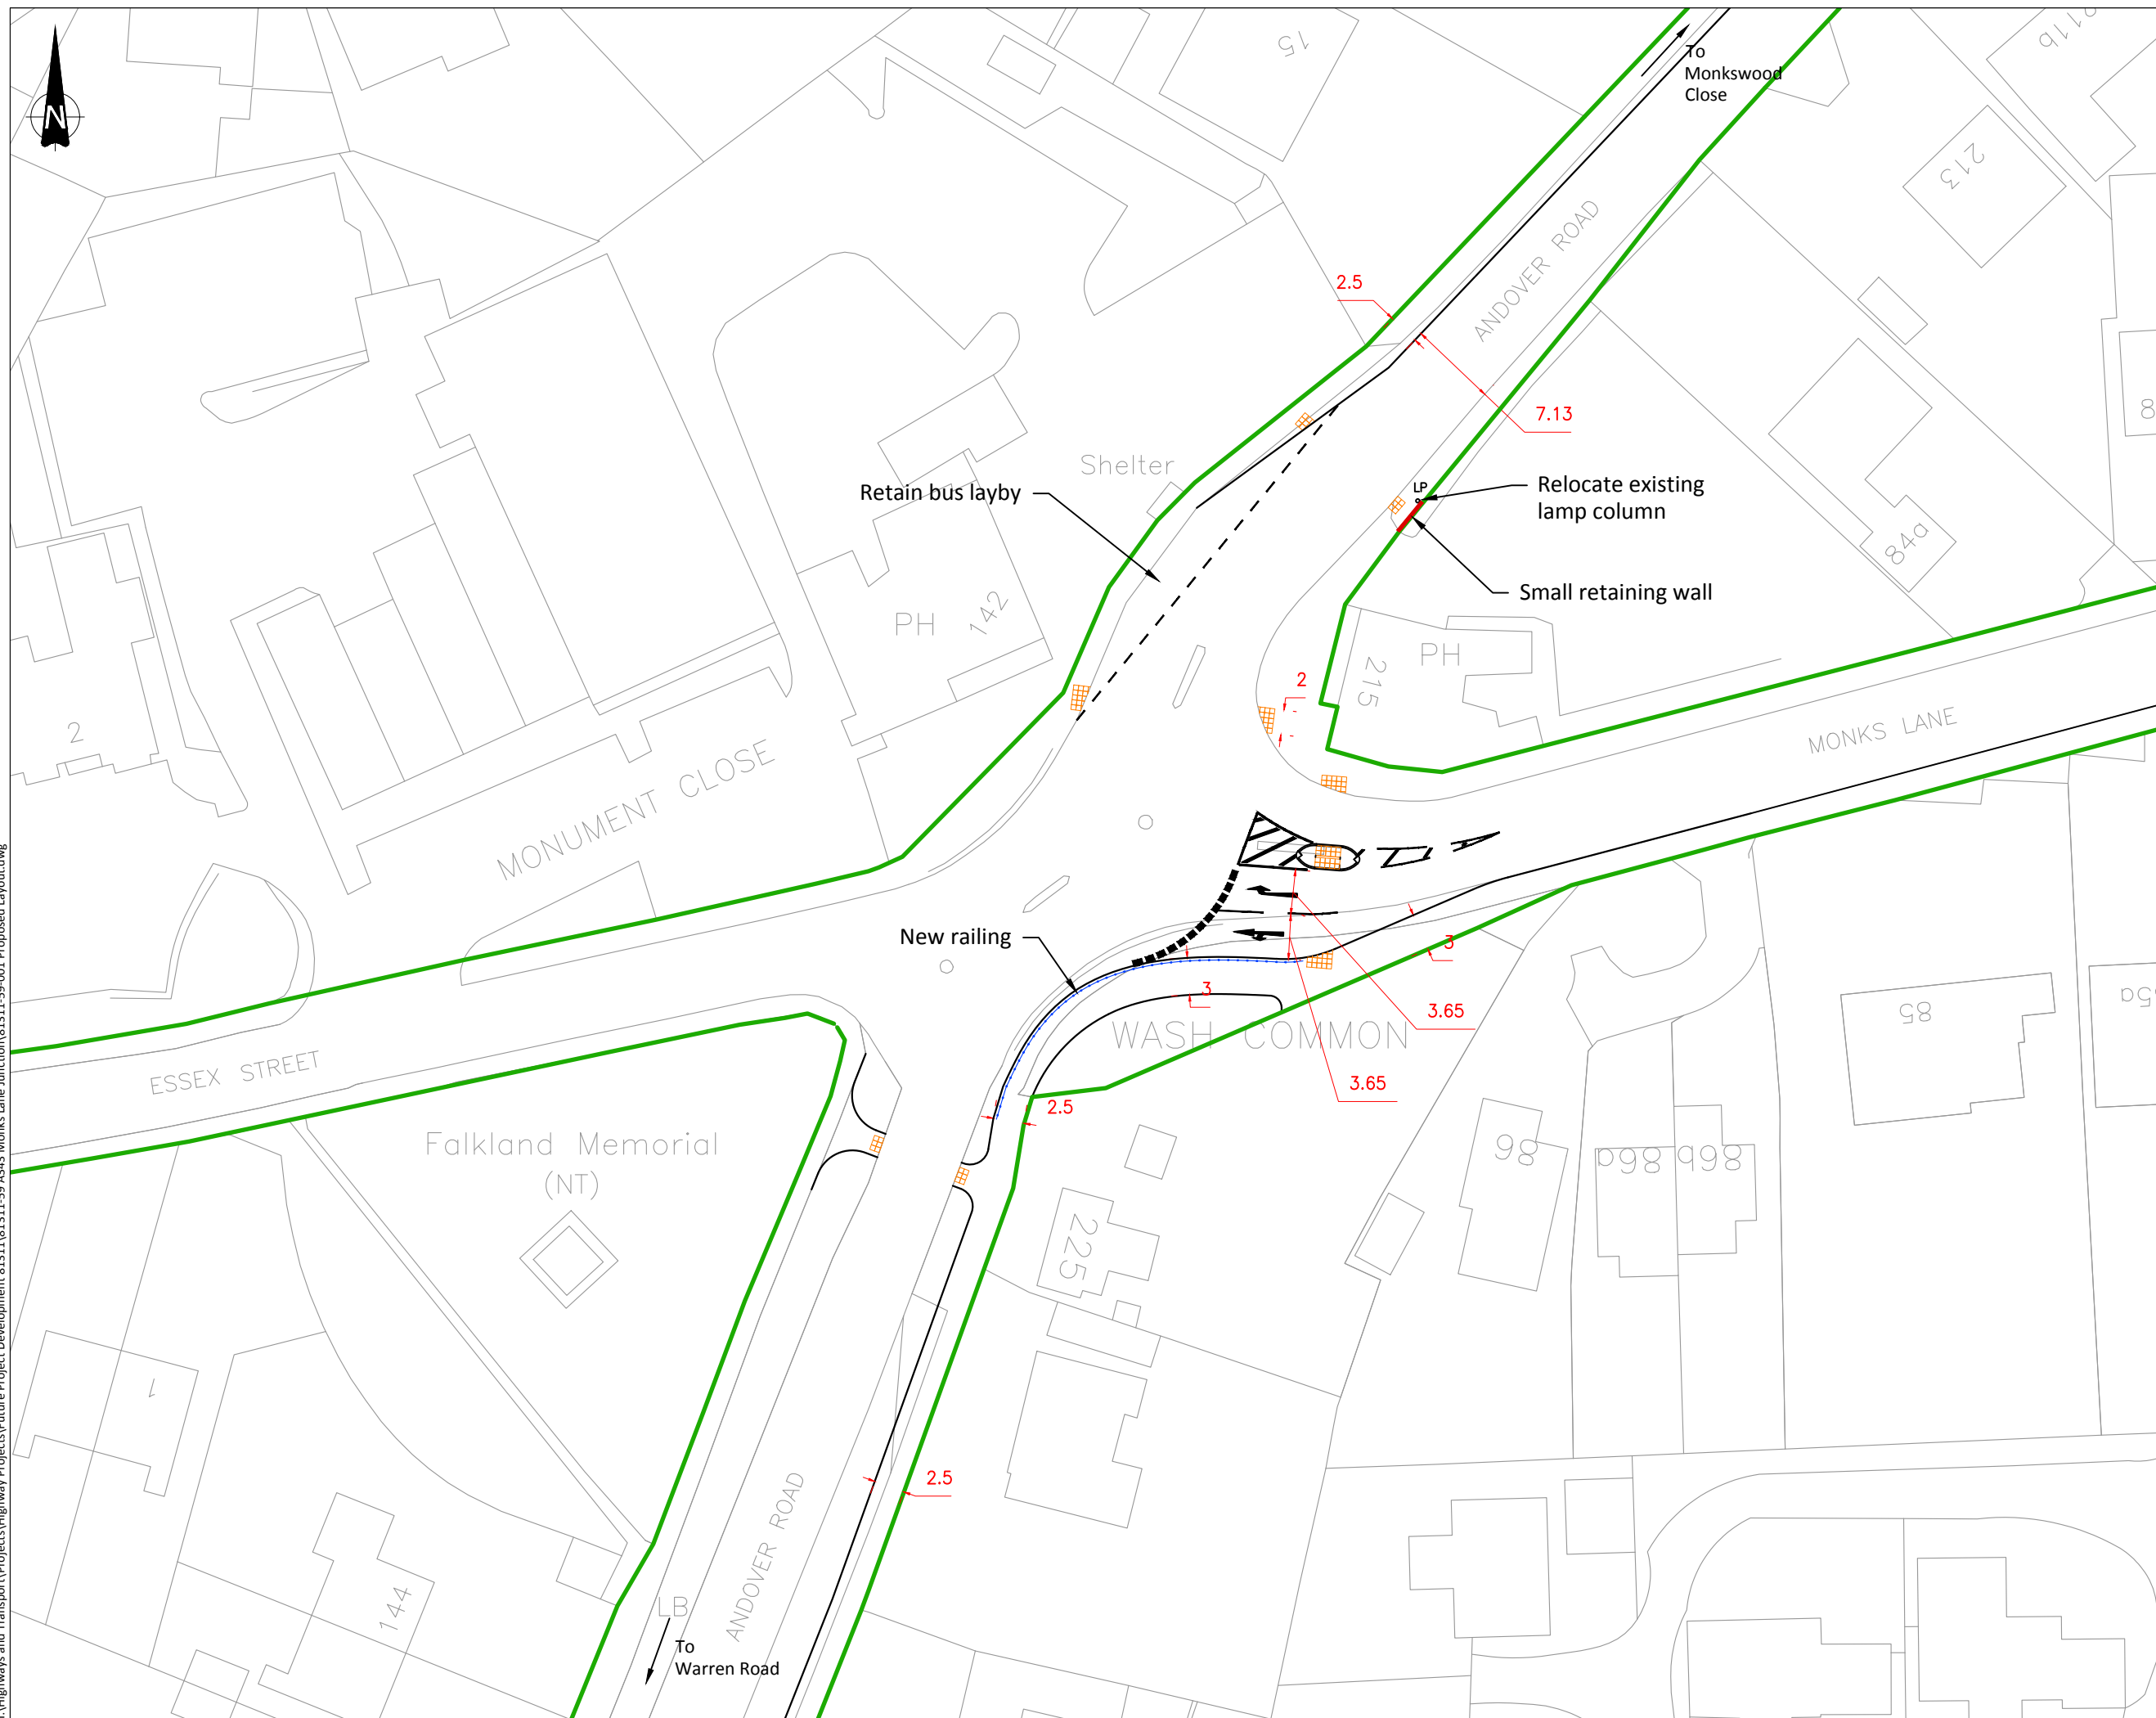 N
15
211b
To
Monkswood
Close
213
ANDOVER ROAD
2.5
7.13
8
Shelter
Retain bus layby
LP
Relocate existing
lamp column
84a
Small retaining wall
PH
142
PH
215
2
2
MONKS LANE
MONUMENT CLOSE
New railing
3
3
3.65
WASH COMMON
85
3.65
2.5
ESSEX STREET
Falkland Memorial
(NT)
86
86a
86b
225
1
2.5
ANDOVER ROAD
144
LB
To
Warren Road